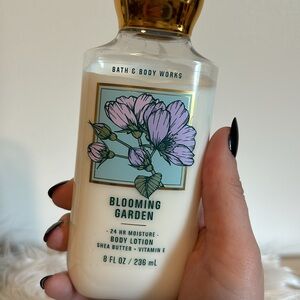 BATH & BODY WORKS
BLOOMING
GARDEN
- 24 HR MOISTURE -
BODY LOTION
SHEA BUTTER + VITAMIN E
8 FL OZ / 236 mL